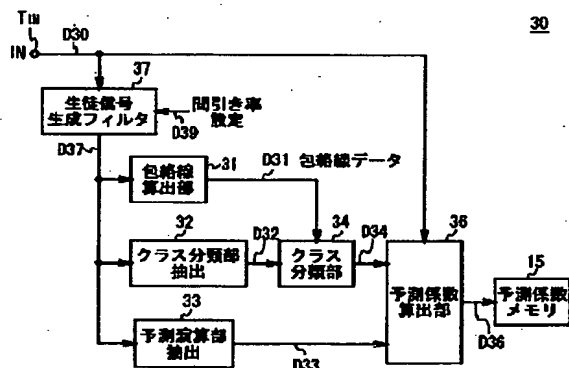 TIN
IN
D30
30
37
生徒信号
生成フィルタ
間引き率
設定
D39
D37
31
包絡線
算出部
D31 包絡線データ
32
クラス分類部
抽出
D32
34
クラス
分類部
D34
36
予測係数
算出部
15
予測係数
メモリ
D36
33
予測演算部
抽出
D33